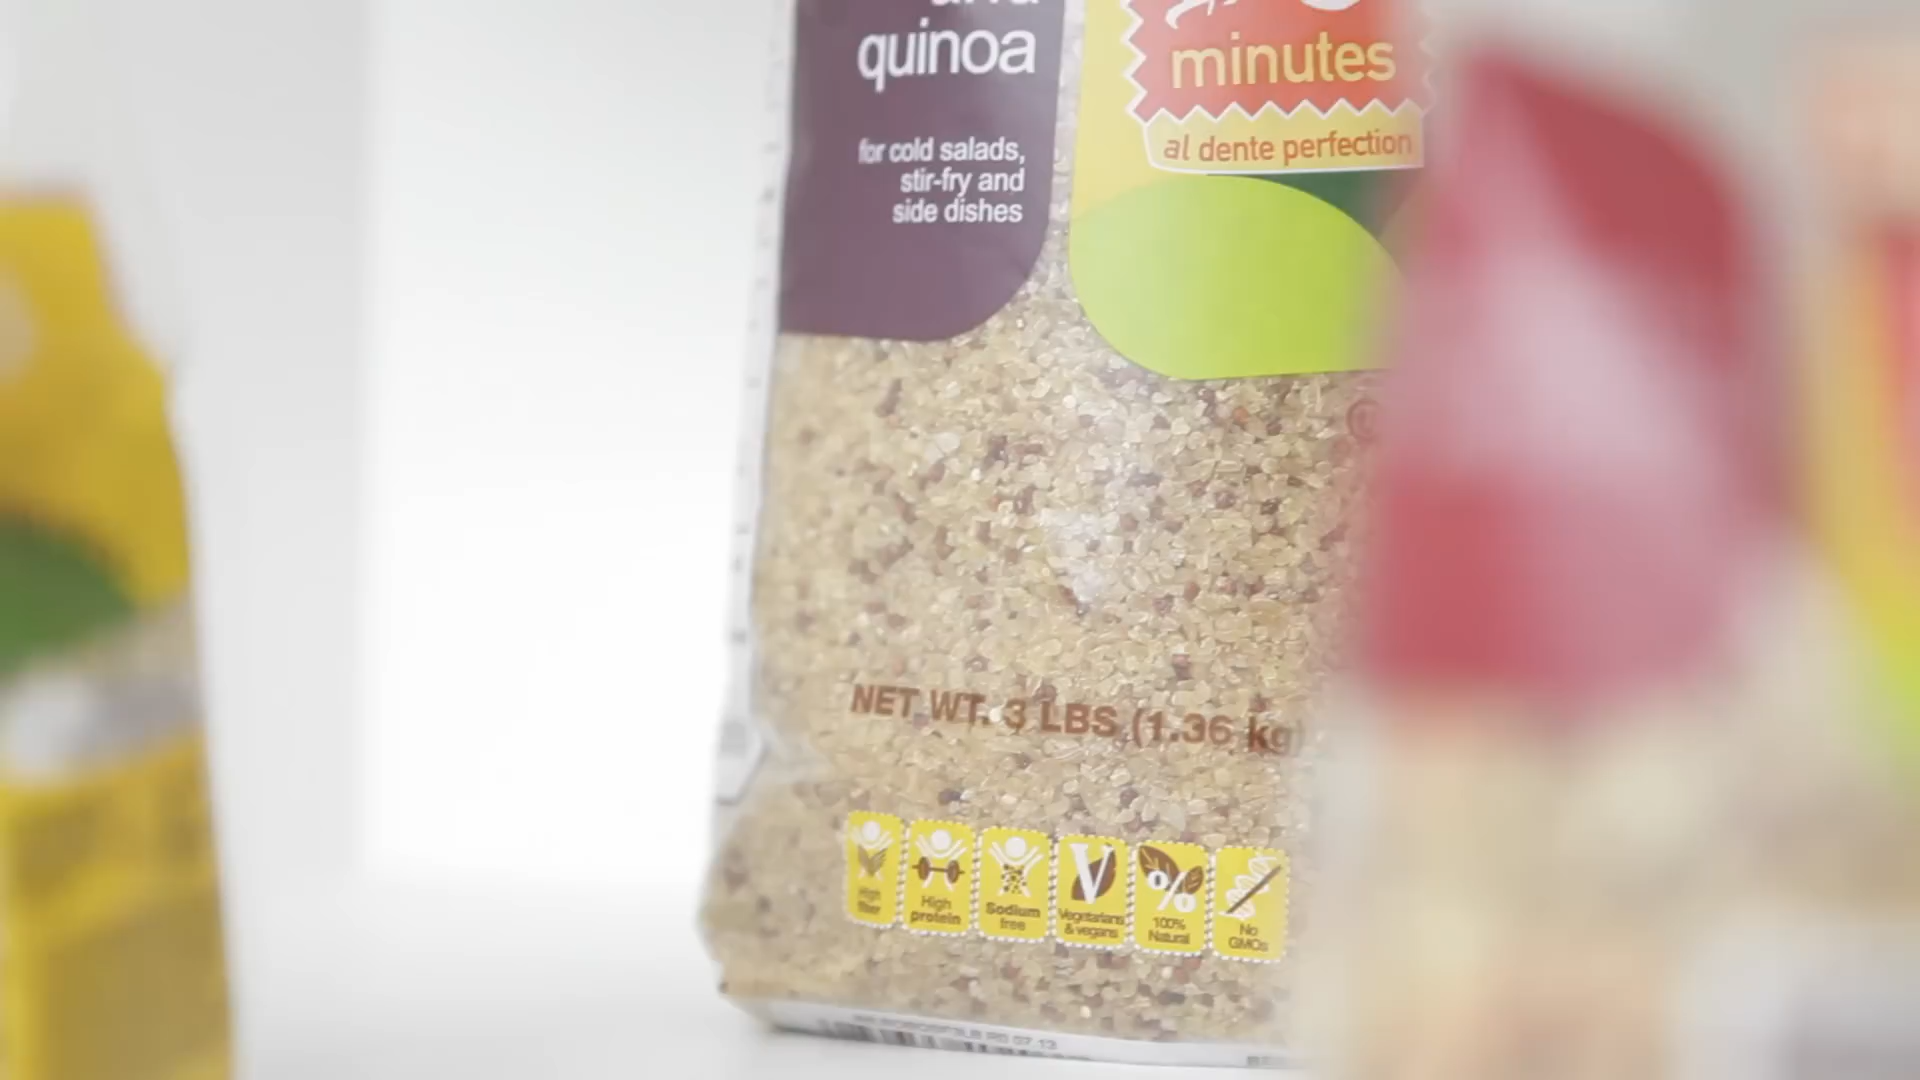 quinoa
for cold salads,
stir-fry and
side dishes
minutes
al dente perfection
NET WT. 3 LBS (1.36 kg)
High
fiber
High
protein
Sodium
free
Vegetarians
& vegans
100%
Natural
No
GMOs